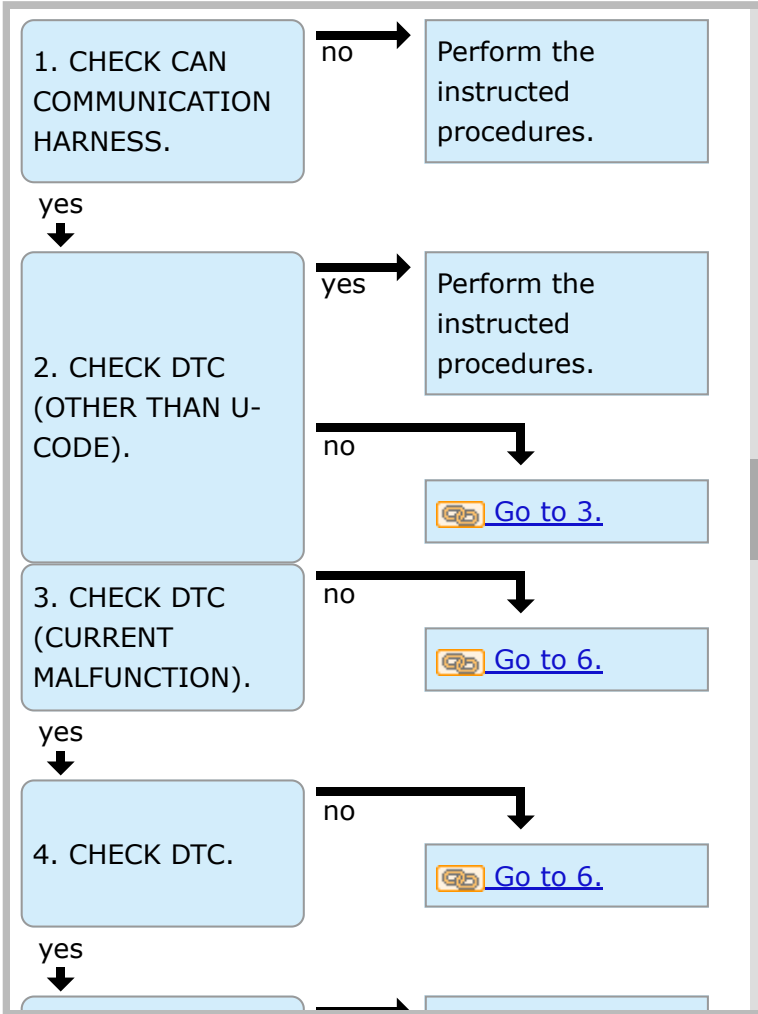 1. CHECK CAN
COMMUNICATION
HARNESS.
no
Perform the
instructed
procedures.
yes
2. CHECK DTC
(OTHER THAN U-
CODE).
yes
Perform the
instructed
procedures.
no
Go to 3.
3. CHECK DTC
(CURRENT
MALFUNCTION).
no
Go to 6.
yes
4. CHECK DTC.
no
Go to 6.
yes